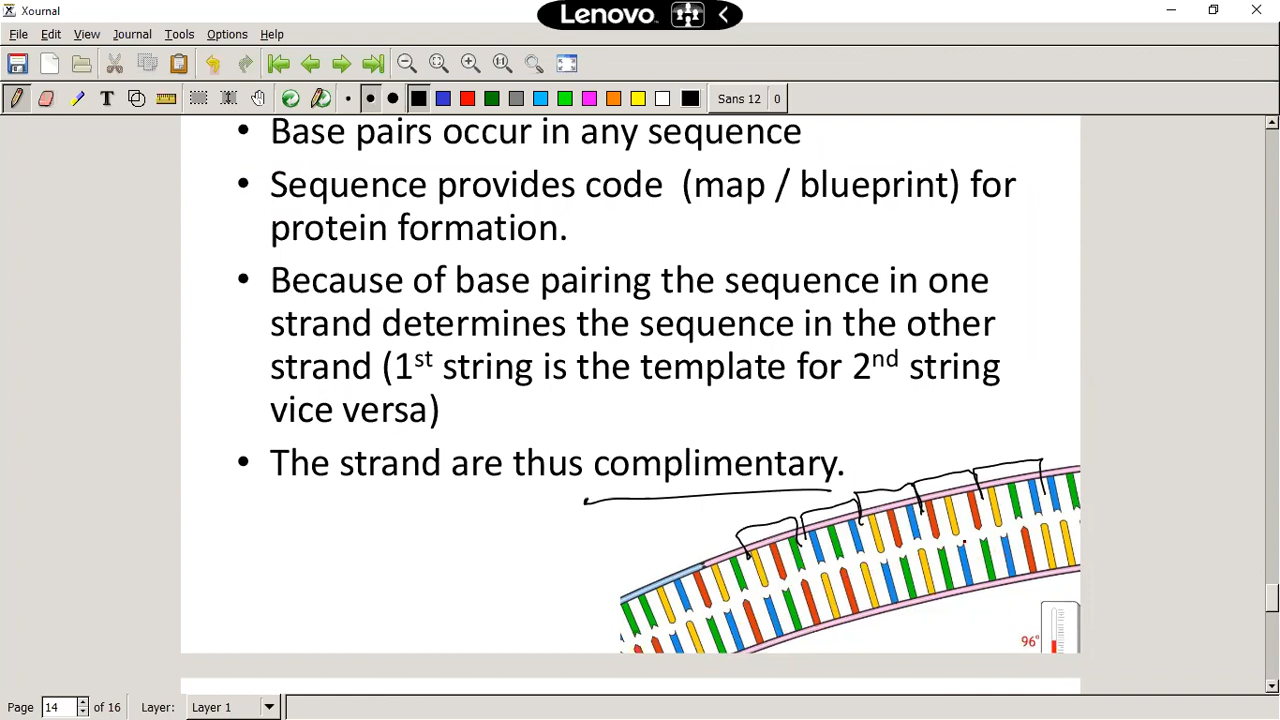 Xournal
Lenovo
File Edit View Journal Tools Options Help
Sans 12 0
• Base pairs occur in any sequence
• Sequence provides code (map / blueprint) for
protein formation.
• Because of base pairing the sequence in one
strand determines the sequence in the other
strand (1st string is the template for 2nd string
vice versa)
• The strand are thus complimentary.
96°
Page 14 of 16 Layer: Layer 1